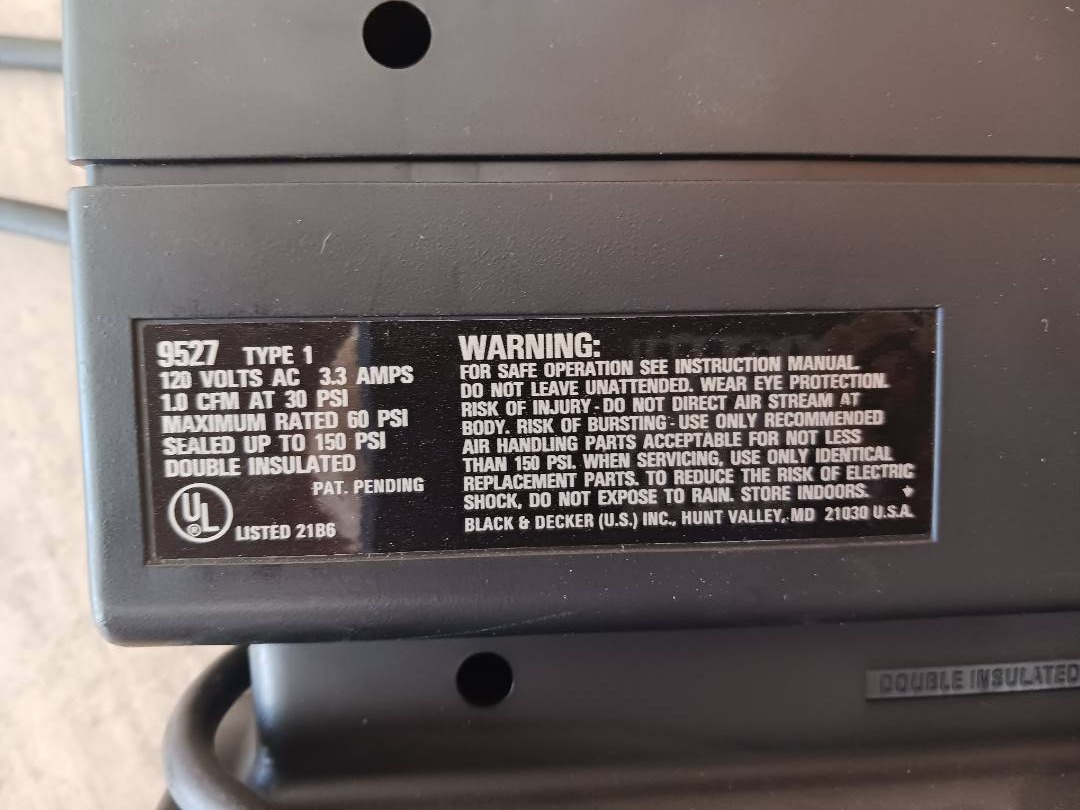 9527 TYPE 1
120 VOLTS AC 3.3 AMPS
1.0 CFM AT 30 PSI
MAXIMUM RATED 60 PSI
SEALED UP TO 150 PSI
DOUBLE INSULATED
PAT. PENDING
UL ® LISTED 21B6
WARNING:
FOR SAFE OPERATION SEE INSTRUCTION MANUAL.
DO NOT LEAVE UNATTENDED. WEAR EYE PROTECTION.
RISK OF INJURY-DO NOT DIRECT AIR STREAM AT
BODY. RISK OF BURSTING-USE ONLY RECOMMENDED
AIR HANDLING PARTS ACCEPTABLE FOR NOT LESS
THAN 150 PSI. WHEN SERVICING, USE ONLY IDENTICAL
REPLACEMENT PARTS. TO REDUCE THE RISK OF ELECTRIC
SHOCK, DO NOT EXPOSE TO RAIN. STORE INDOORS.
BLACK & DECKER (U.S.) INC., HUNT VALLEY, MD 21030 U.S.A.
DOUBLE INSULATED